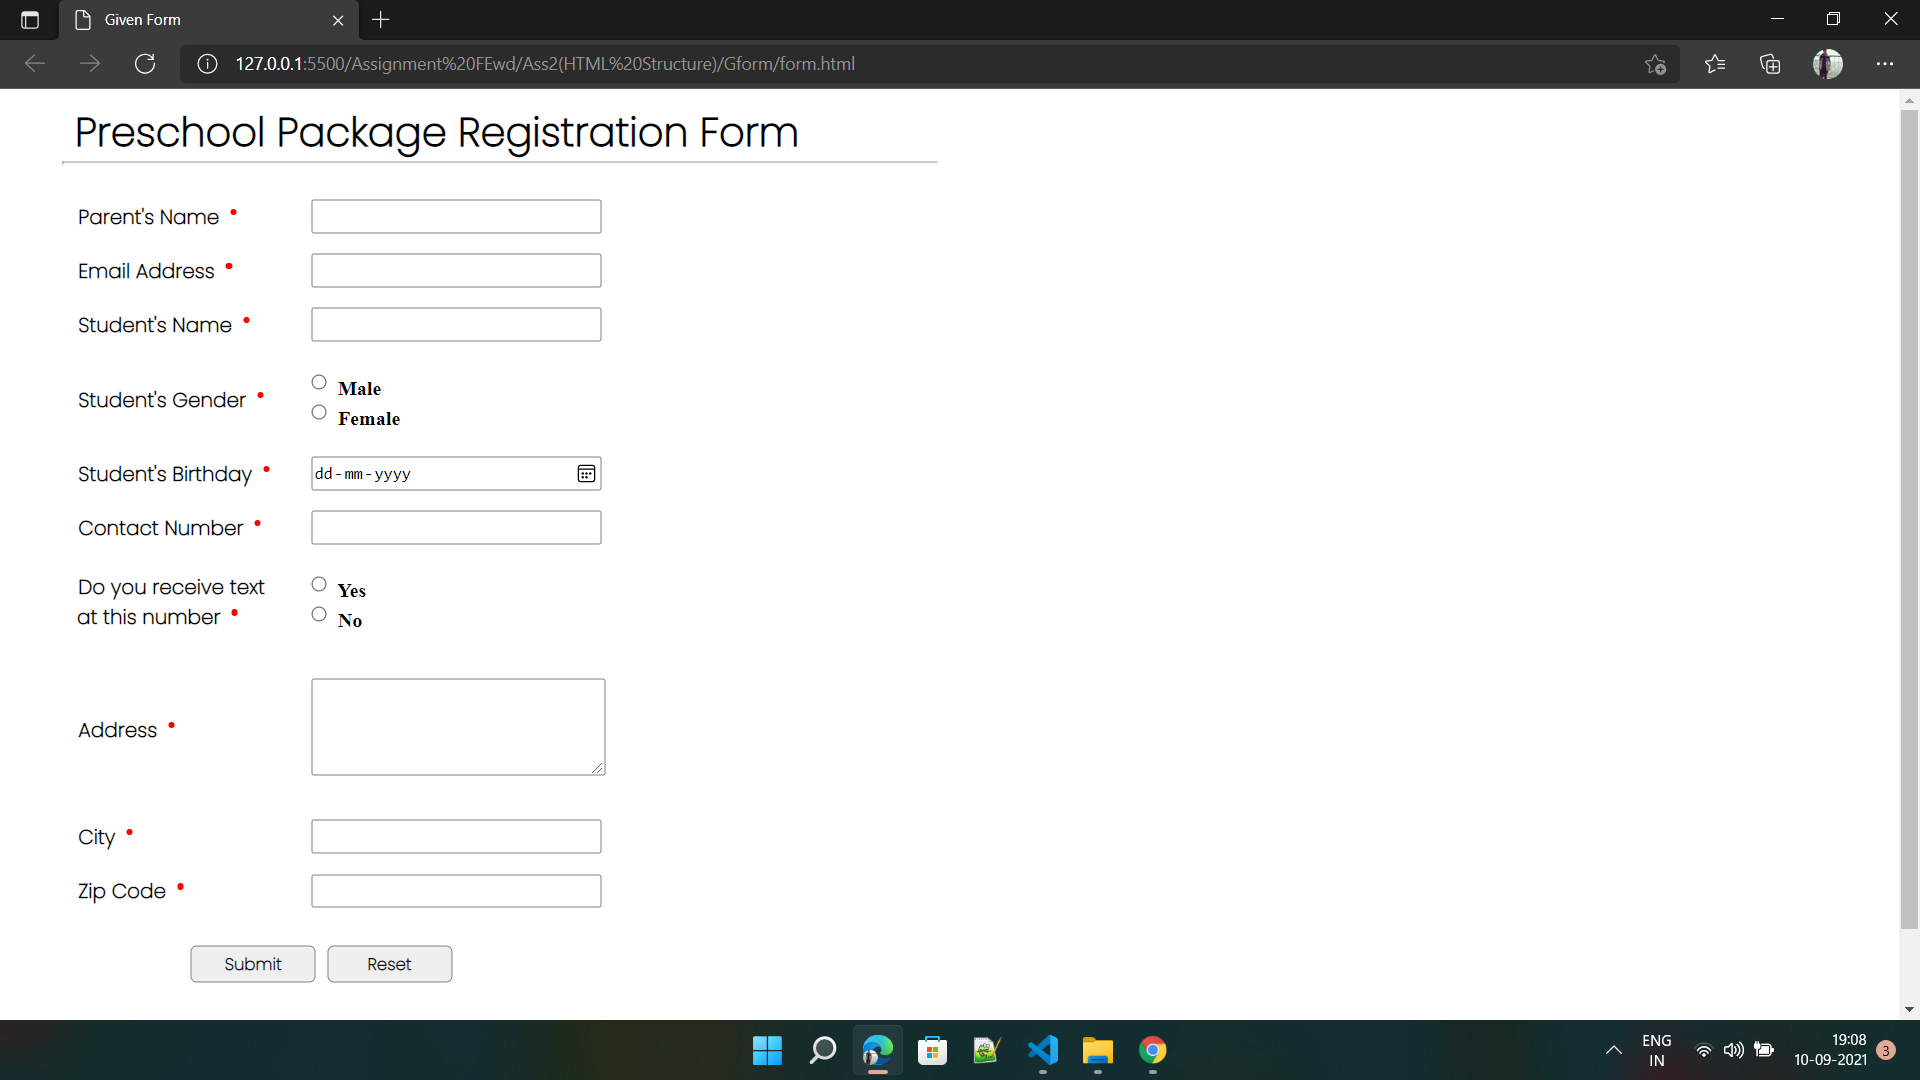 Given Form
127.0.0.1:5500/Assignment%20FEwd/Ass2(HTML%20Structure)/Gform/form.html
Preschool Package Registration Form
Parent's Name •
Email Address •
Student's Name •
Student's Gender •
Male
Female
Student's Birthday •
dd-mm-yyyy
Contact Number •
Do you receive text
at this number •
Yes
No
Address •
City •
Zip Code •
Submit
Reset
ENG
IN
19:08
10-09-2021
3